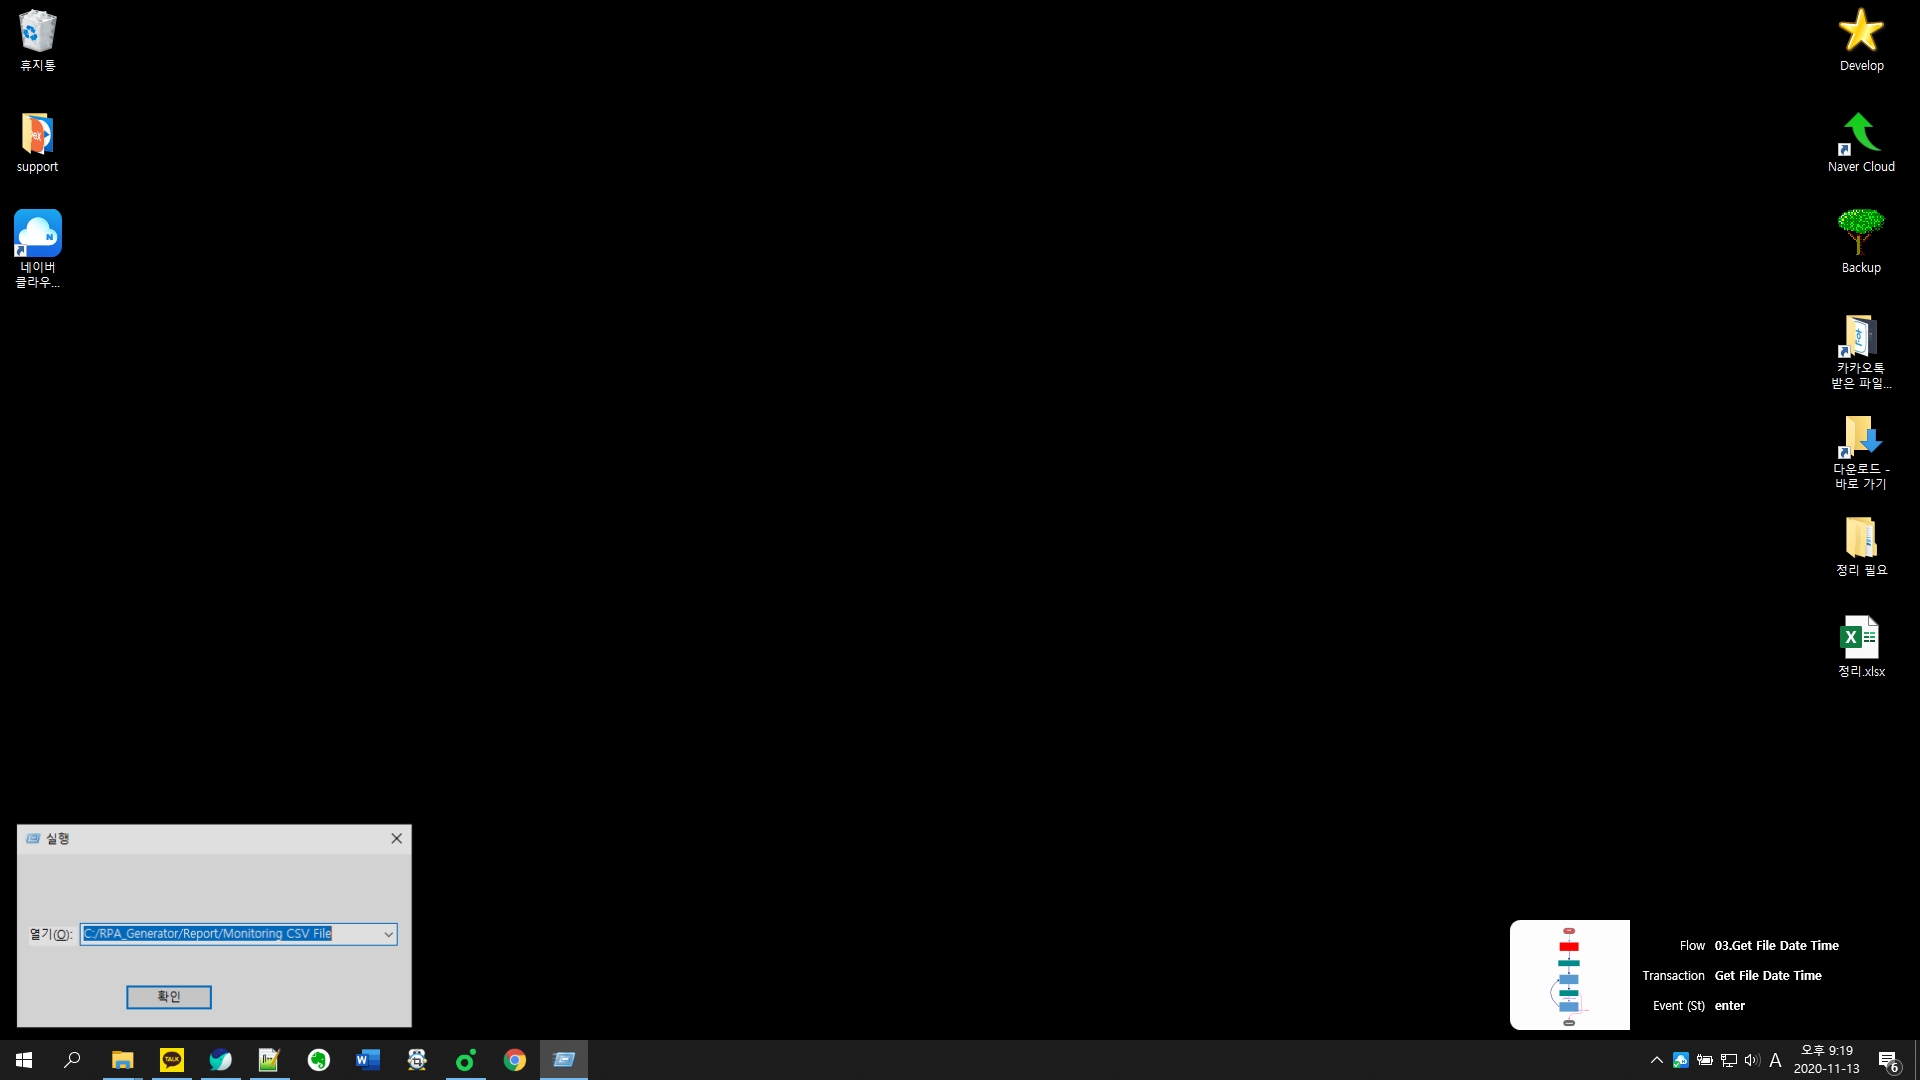 휴지통
support
네이버
클라우...
Develop
Naver Cloud
Backup
카카오톡
받은 파일...
다운로드 -
바로 가기
정리 필요
정리.xlsx
실행
열기(O):
C:/RPA_Generator/Report/Monitoring CSV File
확인
Flow 03.Get File Date Time
Transaction Get File Date Time
Event (St) enter
TALK
A
오후 9:19
2020-11-13
6